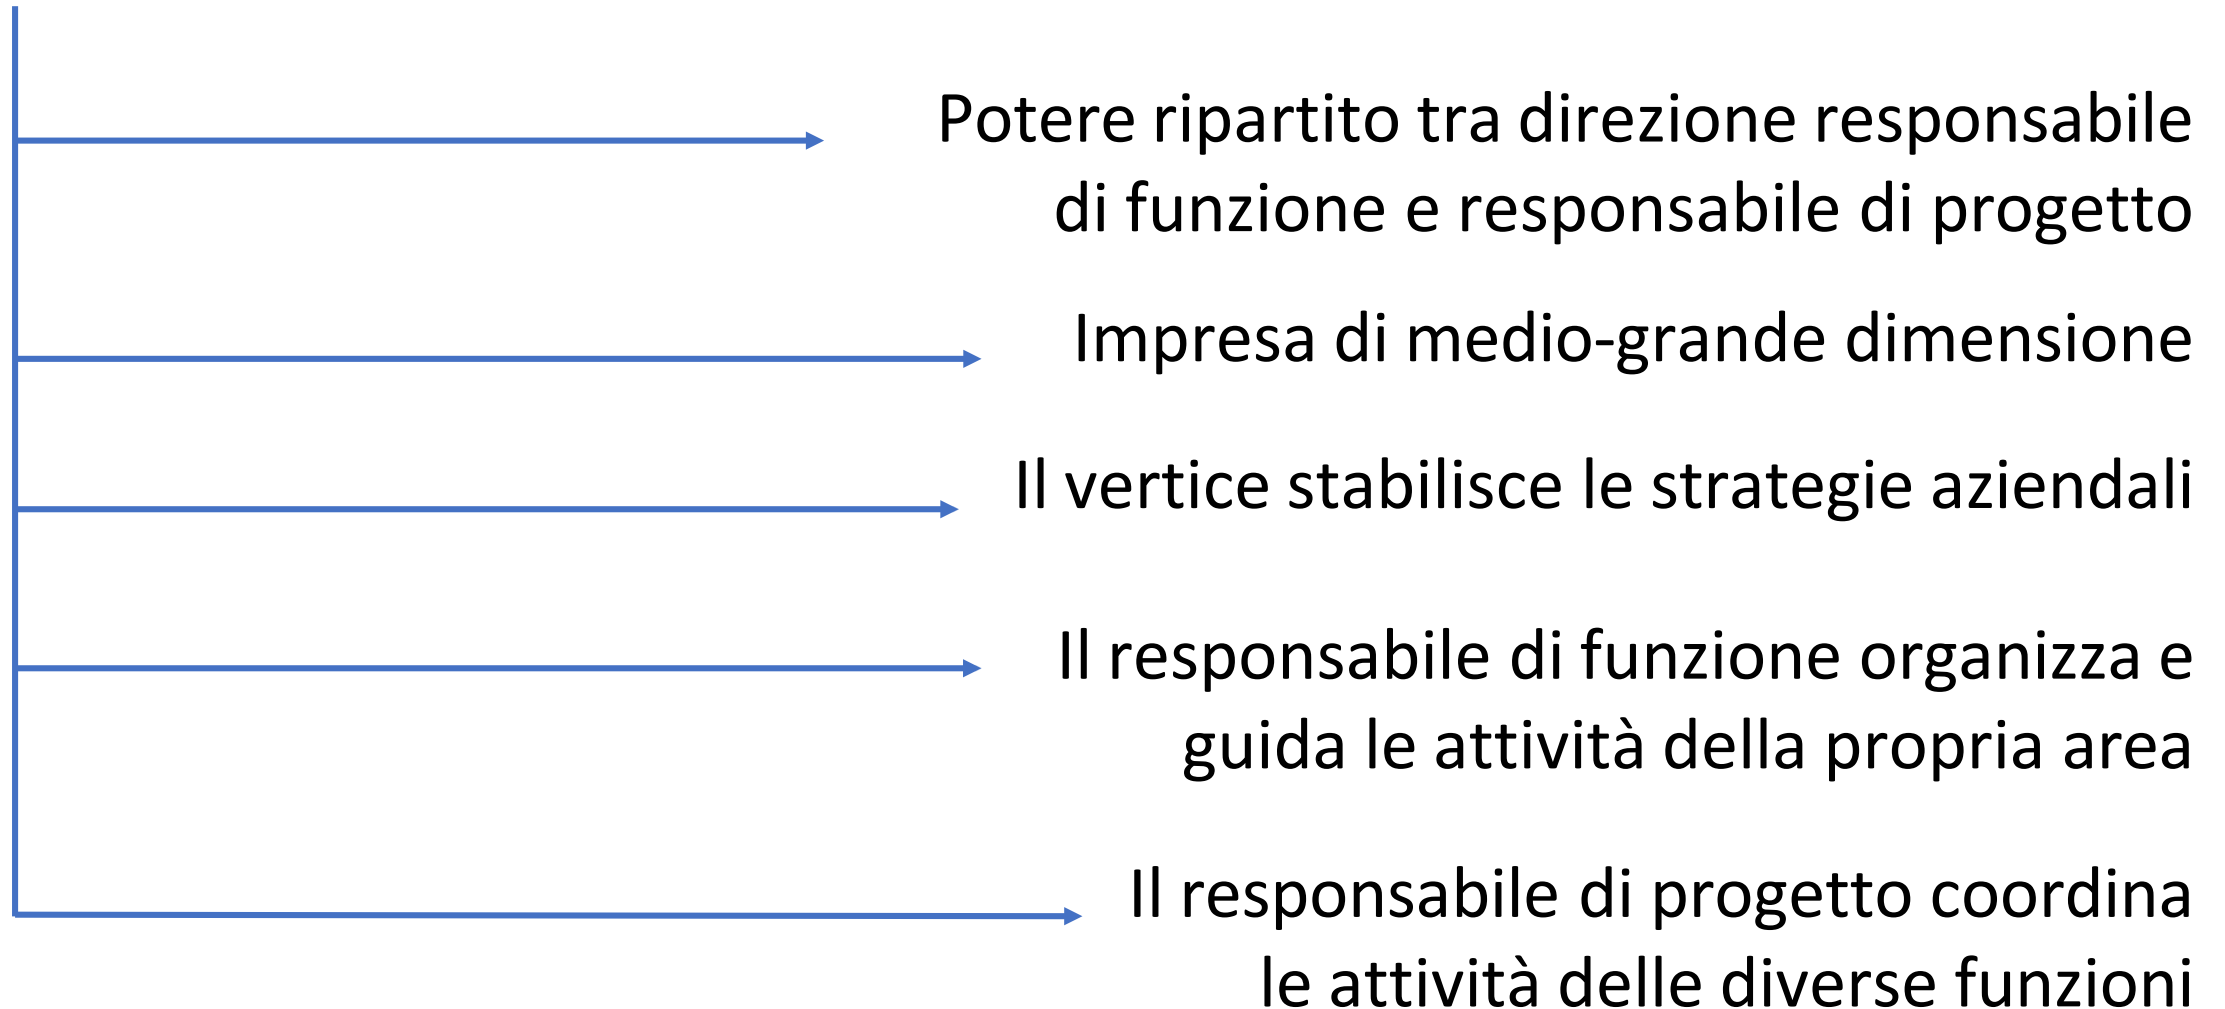 Potere ripartito tra direzione responsabile
di funzione e responsabile di progetto
Impresa di medio-grande dimensione
Il vertice stabilisce le strategie aziendali
Il responsabile di funzione organizza e
guida le attività della propria area
Il responsabile di progetto coordina
le attività delle diverse funzioni